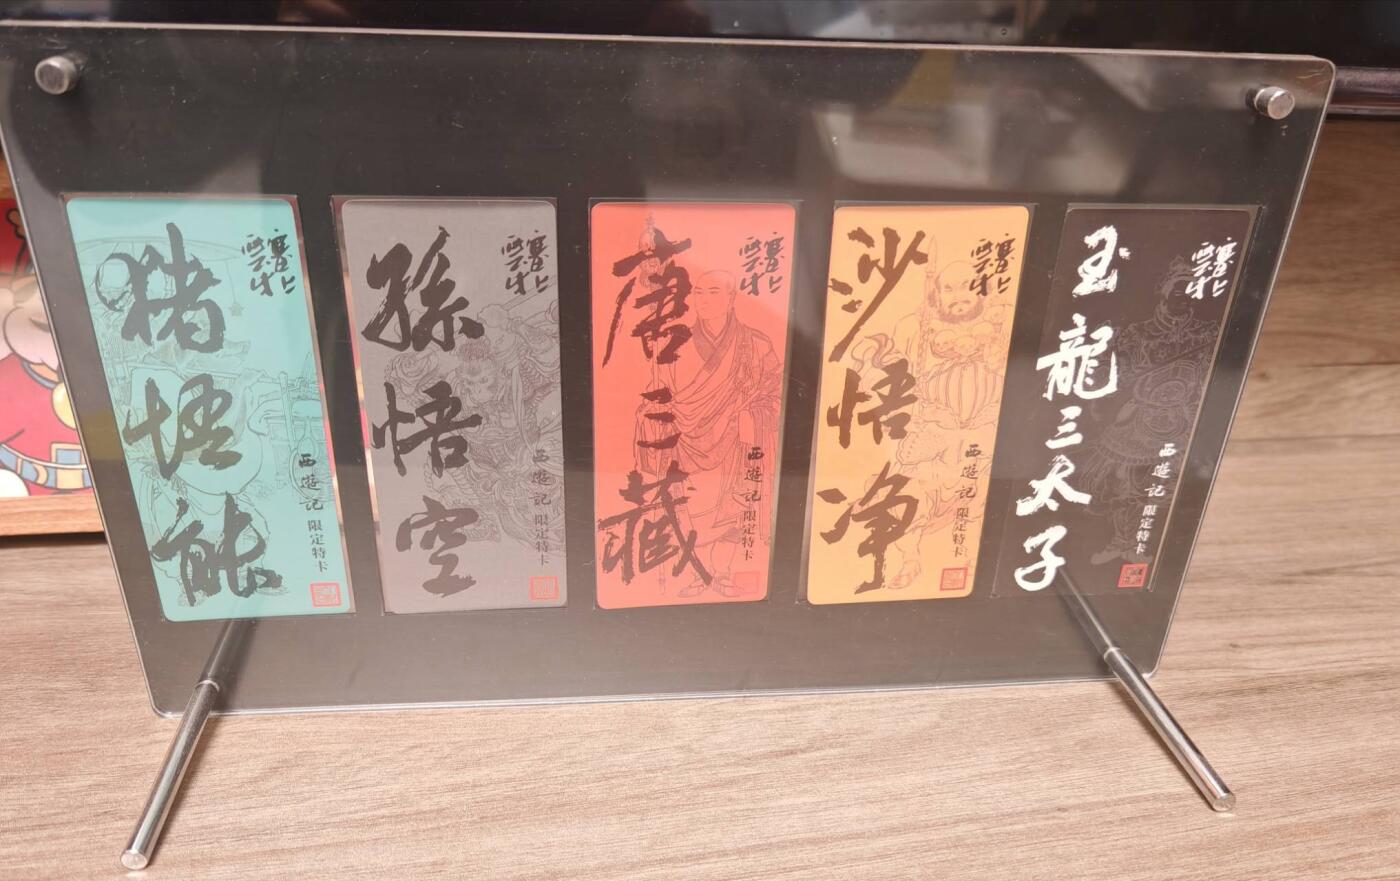 猪悟能
西遊記 限定特卡
孫悟空
西遊記 限定特卡
唐三藏
西遊記 限定特卡
沙悟净
西遊記 限定特卡
玉龍三太子
西遊記 限定特卡